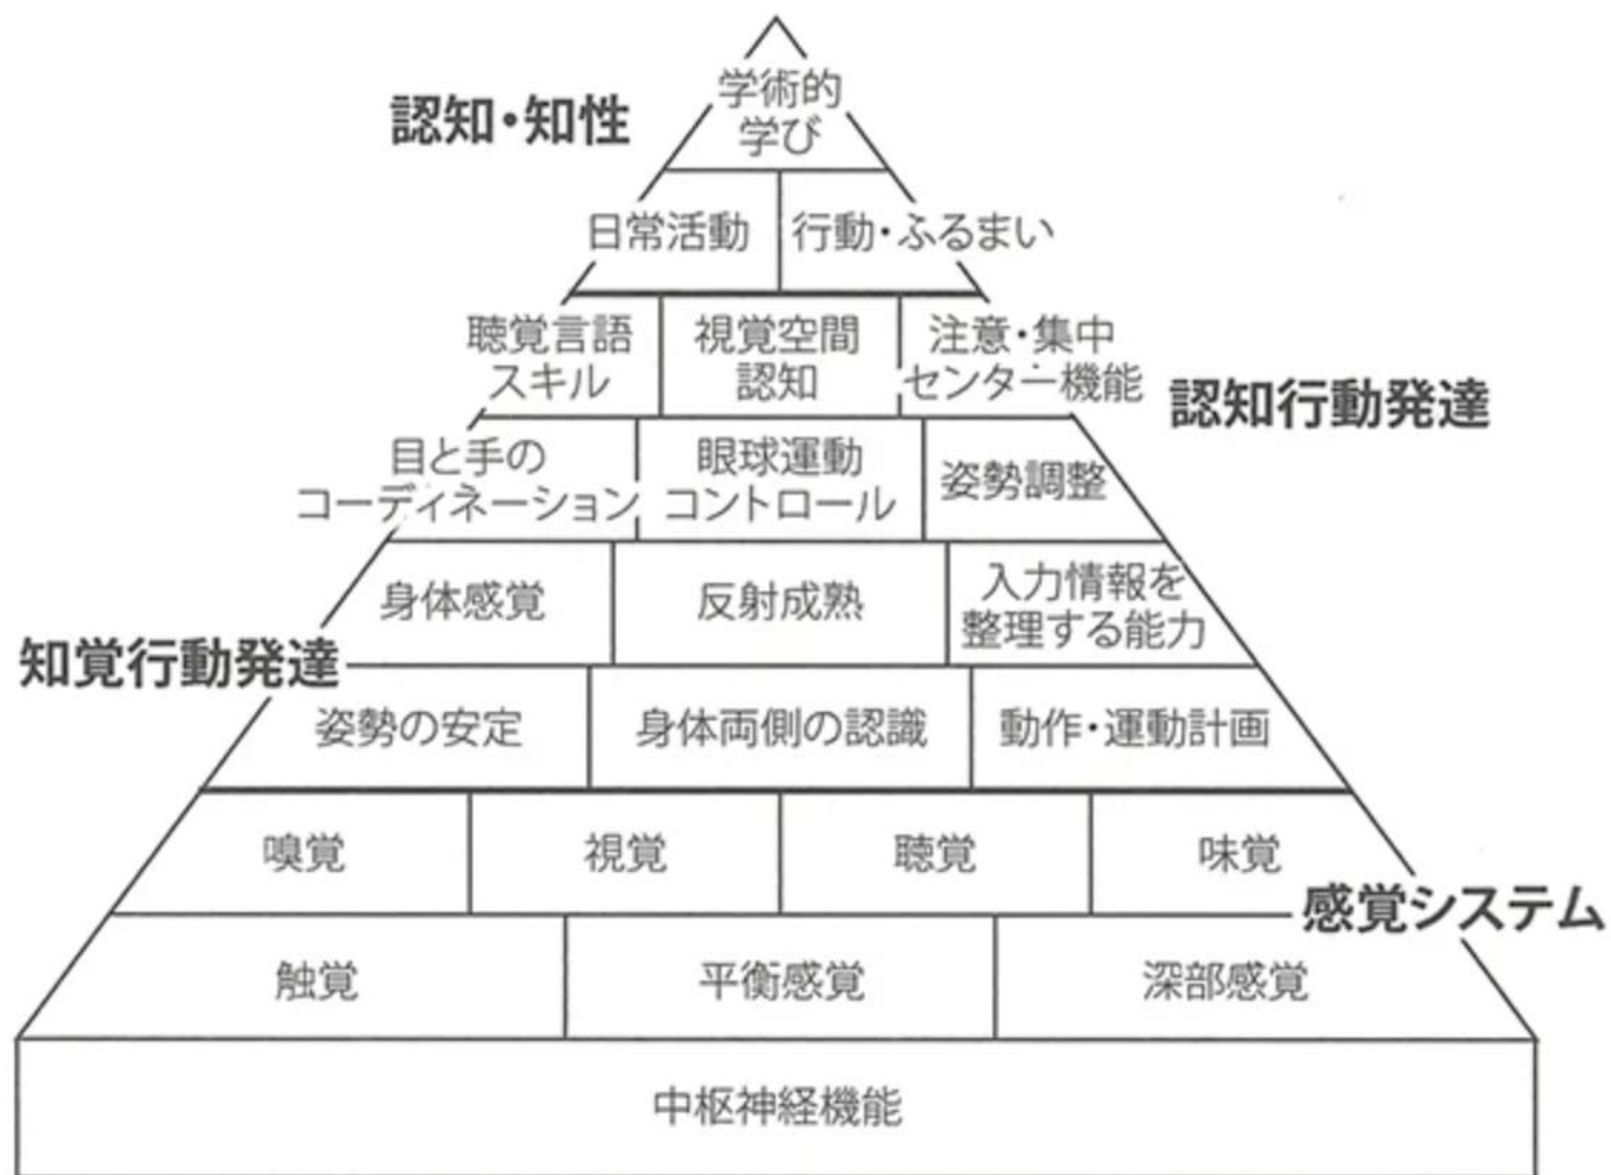 学術的
学び
認知・知性
日常活動
行動・ふるまい
聴覚言語
スキル
視覚空間
認知
注意・集中
センター機能
認知行動発達
目と手の
コーディネーション
眼球運動
コントロール
姿勢調整
身体感覚
反射成熟
入力情報を
整理する能力
知覚行動発達
姿勢の安定
身体両側の認識
動作・運動計画
嗅覚
視覚
聴覚
味覚
感覚システム
触覚
平衡感覚
深部感覚
中枢神経機能